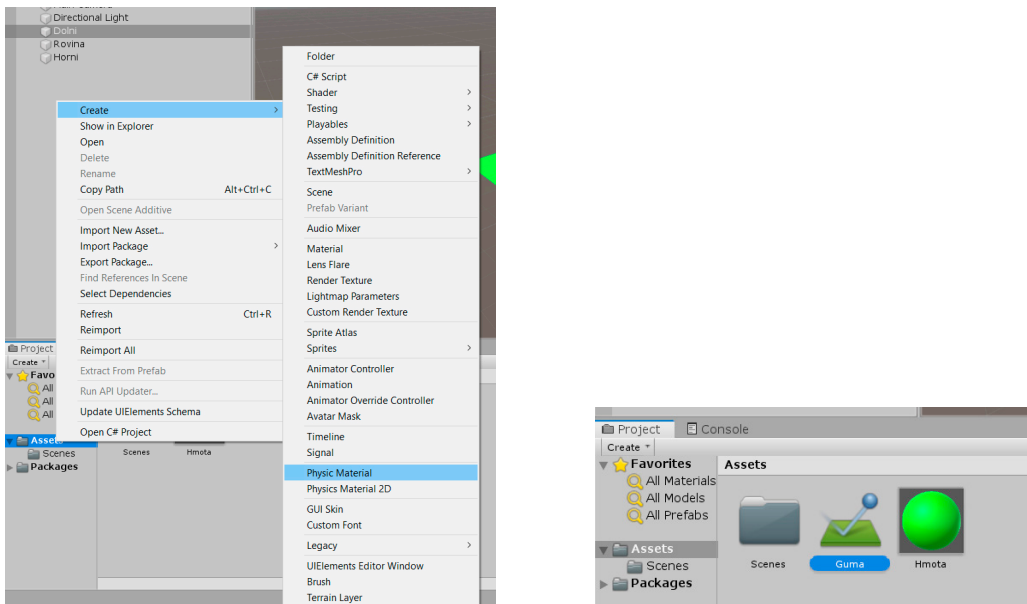 Directional Light
Dolni
Rovina
Horni
Create
Show in Explorer
Open
Delete
Rename
Copy Path Alt+Ctrl+C
Open Scene Additive
Import New Asset...
Import Package
Export Package...
Find References In Scene
Select Dependencies
Refresh Ctrl+R
Reimport
Reimport All
Extract From Prefab
Run API Updater...
Update UIElements Schema
Open C# Project
Folder
C# Script
Shader
Testing
Playables
Assembly Definition
Assembly Definition Reference
TextMeshPro
Scene
Prefab Variant
Audio Mixer
Material
Lens Flare
Render Texture
Lightmap Parameters
Custom Render Texture
Sprite Atlas
Sprites
Animator Controller
Animation
Animator Override Controller
Avatar Mask
Timeline
Signal
Physic Material
Physics Material 2D
GUI Skin
Custom Font
Legacy
UIElements Editor Window
Brush
Terrain Layer
Project
Create
Favo
All
All
All
Assets
Scenes
Packages
Scenes Hmota
Project Console
Create
Favorites
All Materials
All Models
All Prefabs
Assets
Scenes
Packages
Assets
Scenes Guma Hmota